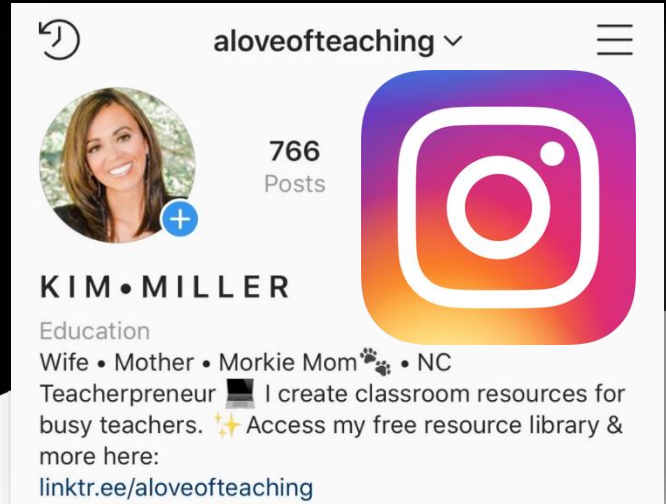 aloveofteaching
766
Posts
KIM•MILLER
Education
Wife • Mother • Morkie Mom🐾 • NC
Teacherpreneur 💻 I create classroom resources for
busy teachers. ✨Access my free resource library &
more here:
linktr.ee/aloveofteaching